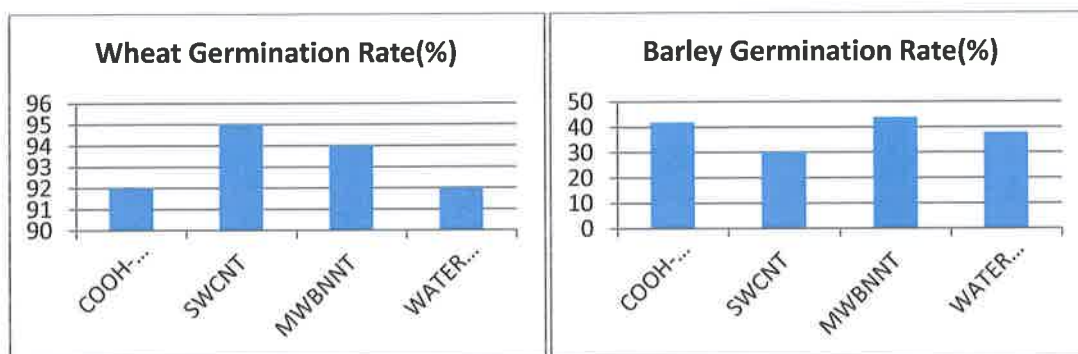 Wheat Germination Rate(%)
96
95
94
93
92
91
90
COOH-...
SWCNT
MWBNNT
WATER...
Barley Germination Rate(%)
50
40
30
20
10
0
COOH-...
SWCNT
MWBNNT
WATER...